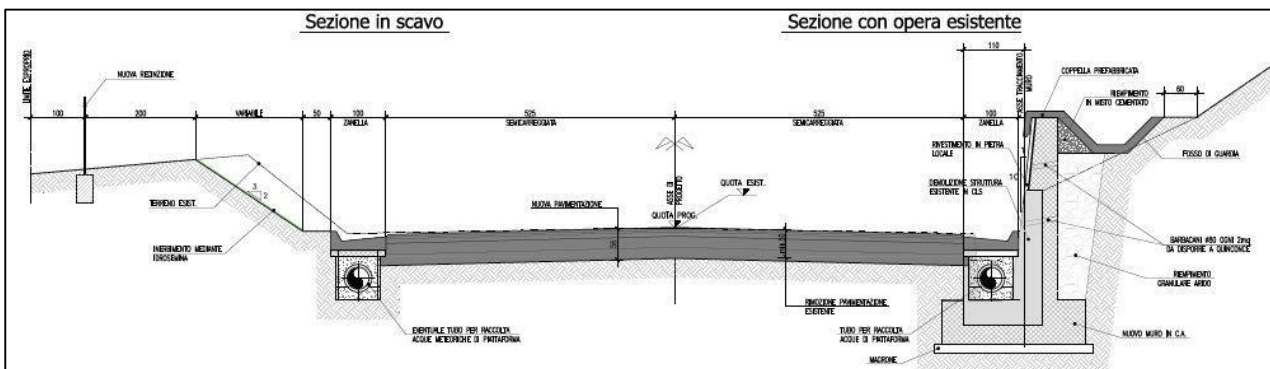 Sezione in scavo
Sezione con opera esistente
LIMITE ESPROPRIO
NUOVA RECINZIONE
100
200
VARIABILE
50
100
ZANELLA
525
SEMICARREGGIATA
525
SEMICARREGGIATA
100
ZANELLA
110
ASSE TRACCIAMENTO
MURO
COPPELLA PREFABBRICATA
RIEMPIMENTO
IN MISTO CEMENTATO
60
FOSSO DI GUARDIA
RIVESTIMENTO IN PIETRA
LOCALE
10
DEMOLIZIONE STRUTTURA
ESISTENTE IN CLS
3
2
TERRENO ESIST.
INERBIMENTO MEDIANTE
IDROSEMINA
NUOVA PAVIMENTAZIONE
ASSE DI
PROGETTO
QUOTA ESIST.
QUOTA PROG.
56
BARBACANI ø80 OGNI 2mq
DA DISPORRE A QUINCONCE
RIEMPIMENTO
GRANULARE ARIDO
RIMOZIONE PAVIMENTAZIONE
ESISTENTE
EVENTUALE TUBO PER RACCOLTA
ACQUE METEORICHE DI PIATTAFORMA
TUBO PER RACCOLTA
ACQUE DI PIATTAFORMA
NUOVO MURO IN C.A.
MAGRONE